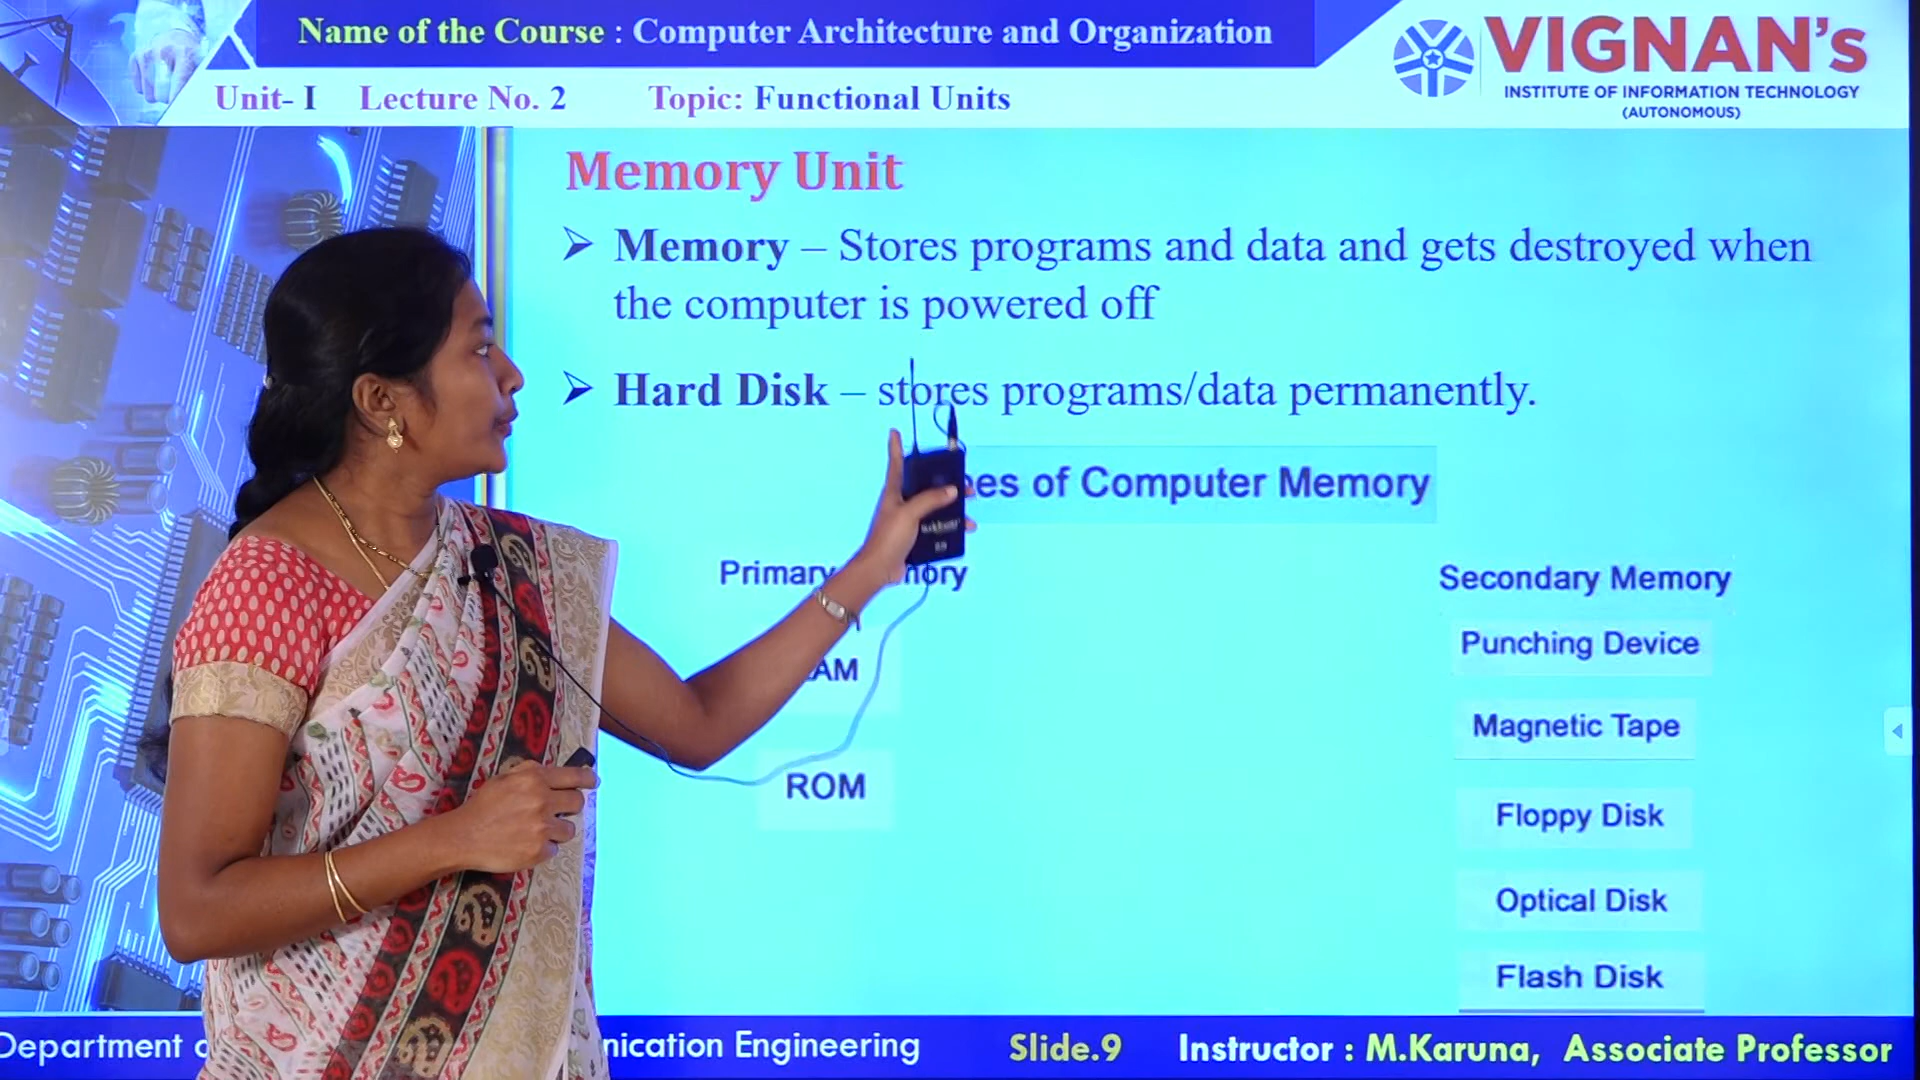 Name of the Course : Computer Architecture and Organization
VIGNAN's
INSTITUTE OF INFORMATION TECHNOLOGY
(AUTONOMOUS)
Unit- I Lecture No. 2 Topic: Functional Units
Memory Unit
➢ Memory – Stores programs and data and gets destroyed when
the computer is powered off
➢ Hard Disk – stores programs/data permanently.
of Computer Memory
Primary
Secondary Memory
Punching Device
Magnetic Tape
ROM
Floppy Disk
Optical Disk
Flash Disk
Department
Engineering
Slide.9
Instructor : M.Karuna, Associate Professor